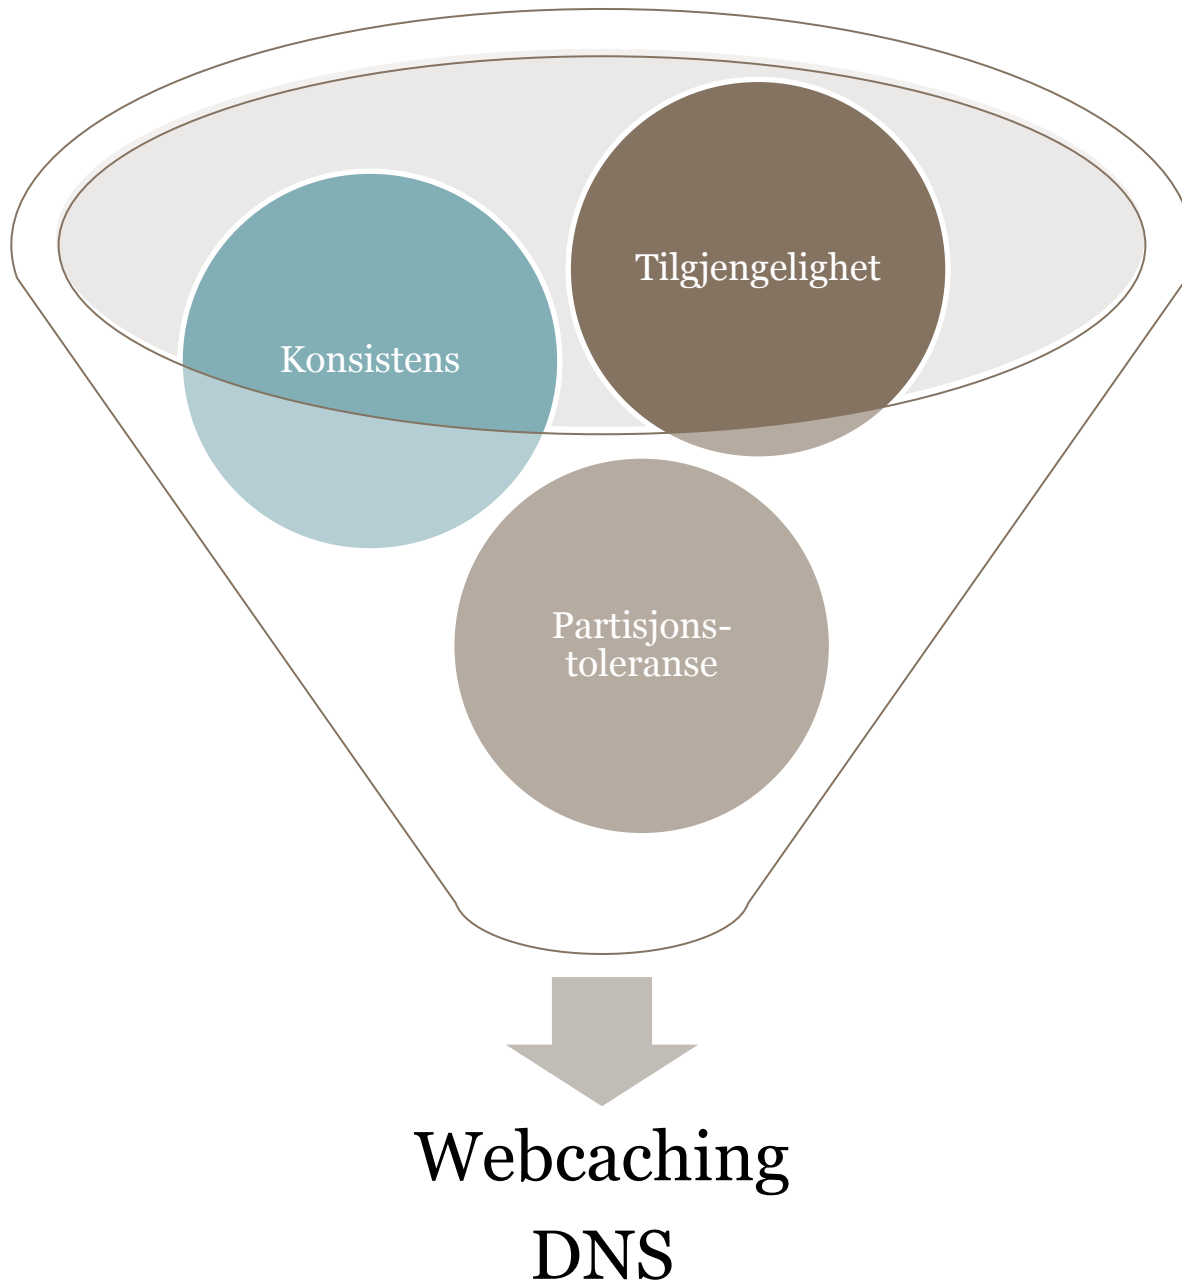 Tilgjengelighet
Konsistens
Partisjons-
toleranse
Webcaching
DNS